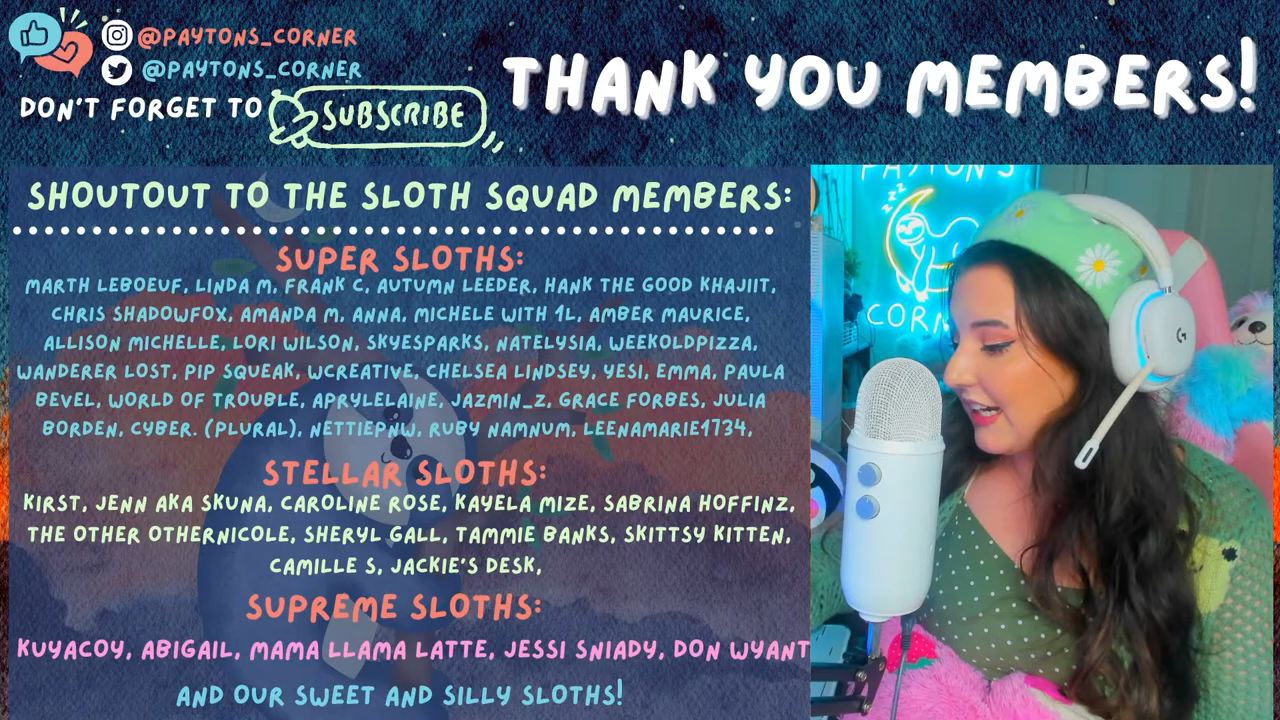 @PAYTONS_CORNER
@PAYTONS_CORNER
DON'T FORGET TO SUBSCRIBE
THANK YOU MEMBERS!
SHOUTOUT TO THE SLOTH SQUAD MEMBERS:
SUPER SLOTHS:
MARTH LEBOEUF, LINDA M, FRANK C, AUTUMN LEEDER, HANK THE GOOD KHAJIIT,
CHRIS SHADOWFOX, AMANDA M, ANNA, MICHELE WITH 1L, AMBER MAURICE,
ALLISON MICHELLE, LORI WILSON, SKYESPARKS, NATELYSIA, WEEKOLDPIZZA,
WANDERER LOST, PIP SQUEAK, WCREATIVE, CHELSEA LINDSEY, YESI, EMMA, PAULA
BEVEL, WORLD OF TROUBLE, APRYLELAINE, JAZMIN_Z, GRACE FORBES, JULIA
BORDEN, CYBER. (PLURAL), NETTIEPNW, RUBY NAMNUM, LEENAMARIE1734,
STELLAR SLOTHS:
KIRST, JENN AKA SKUNA, CAROLINE ROSE, KAYELA MIZE, SABRINA HOFFINZ,
THE OTHER OTHERNICOLE, SHERYL GALL, TAMMIE BANKS, SKITTSY KITTEN,
CAMILLE S, JACKIE'S DESK,
SUPREME SLOTHS:
KUYACOY, ABIGAIL, MAMA LLAMA LATTE, JESSI SNIADY, DON WYANT
AND OUR SWEET AND SILLY SLOTHS!
PAYTON'S
ZZZ
CORN
G